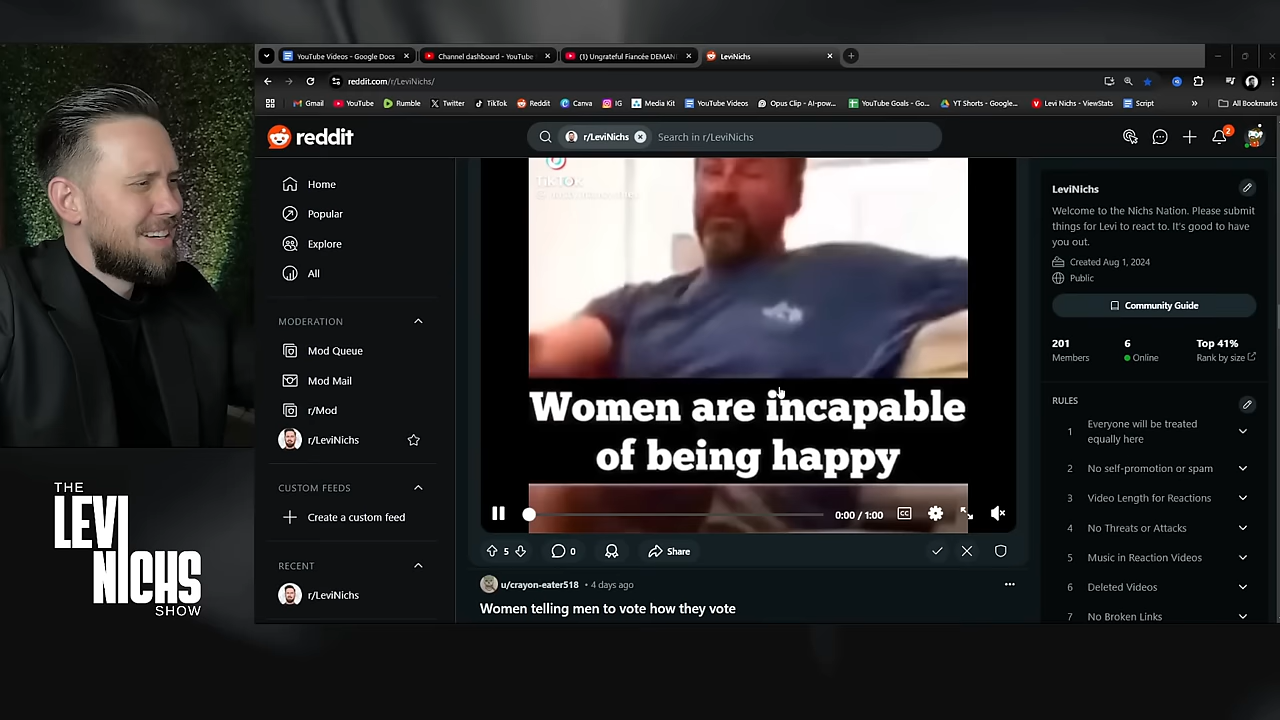 YouTube Videos - Google Docs
Channel dashboard - YouTube
(1) Ungrateful Fiancée DEMAN
LeviNichs
reddit.com/r/LeviNichs/
Gmail
YouTube
Rumble
Twitter
TikTok
Reddit
Canva
IG
Media Kit
YouTube Videos
Opus Clip - AI-pow...
YouTube Goals - Go...
YT Shorts - Google...
Levi Nichs - ViewStats
Script
All Bookmarks
reddit
r/LeviNichs
Search in r/LeviNichs
2
Home
Popular
Explore
All
MODERATION
Mod Queue
Mod Mail
r/Mod
r/LeviNichs
CUSTOM FEEDS
Create a custom feed
RECENT
r/LeviNichs
TikTok
Women are incapable
of being happy
0:00 / 1:00
CC
5
0
Share
u/crayon-eater518 • 4 days ago
Women telling men to vote how they vote
LeviNichs
Welcome to the Nichs Nation. Please submit
things for Levi to react to. It's good to have
you out.
Created Aug 1, 2024
Public
Community Guide
201 6 Top 41%
Members Online Rank by size
RULES
1 Everyone will be treated
equally here
2 No self-promotion or spam
3 Video Length for Reactions
4 No Threats or Attacks
5 Music in Reaction Videos
6 Deleted Videos
7 No Broken Links
THE
LEVI
NICHS
SHOW